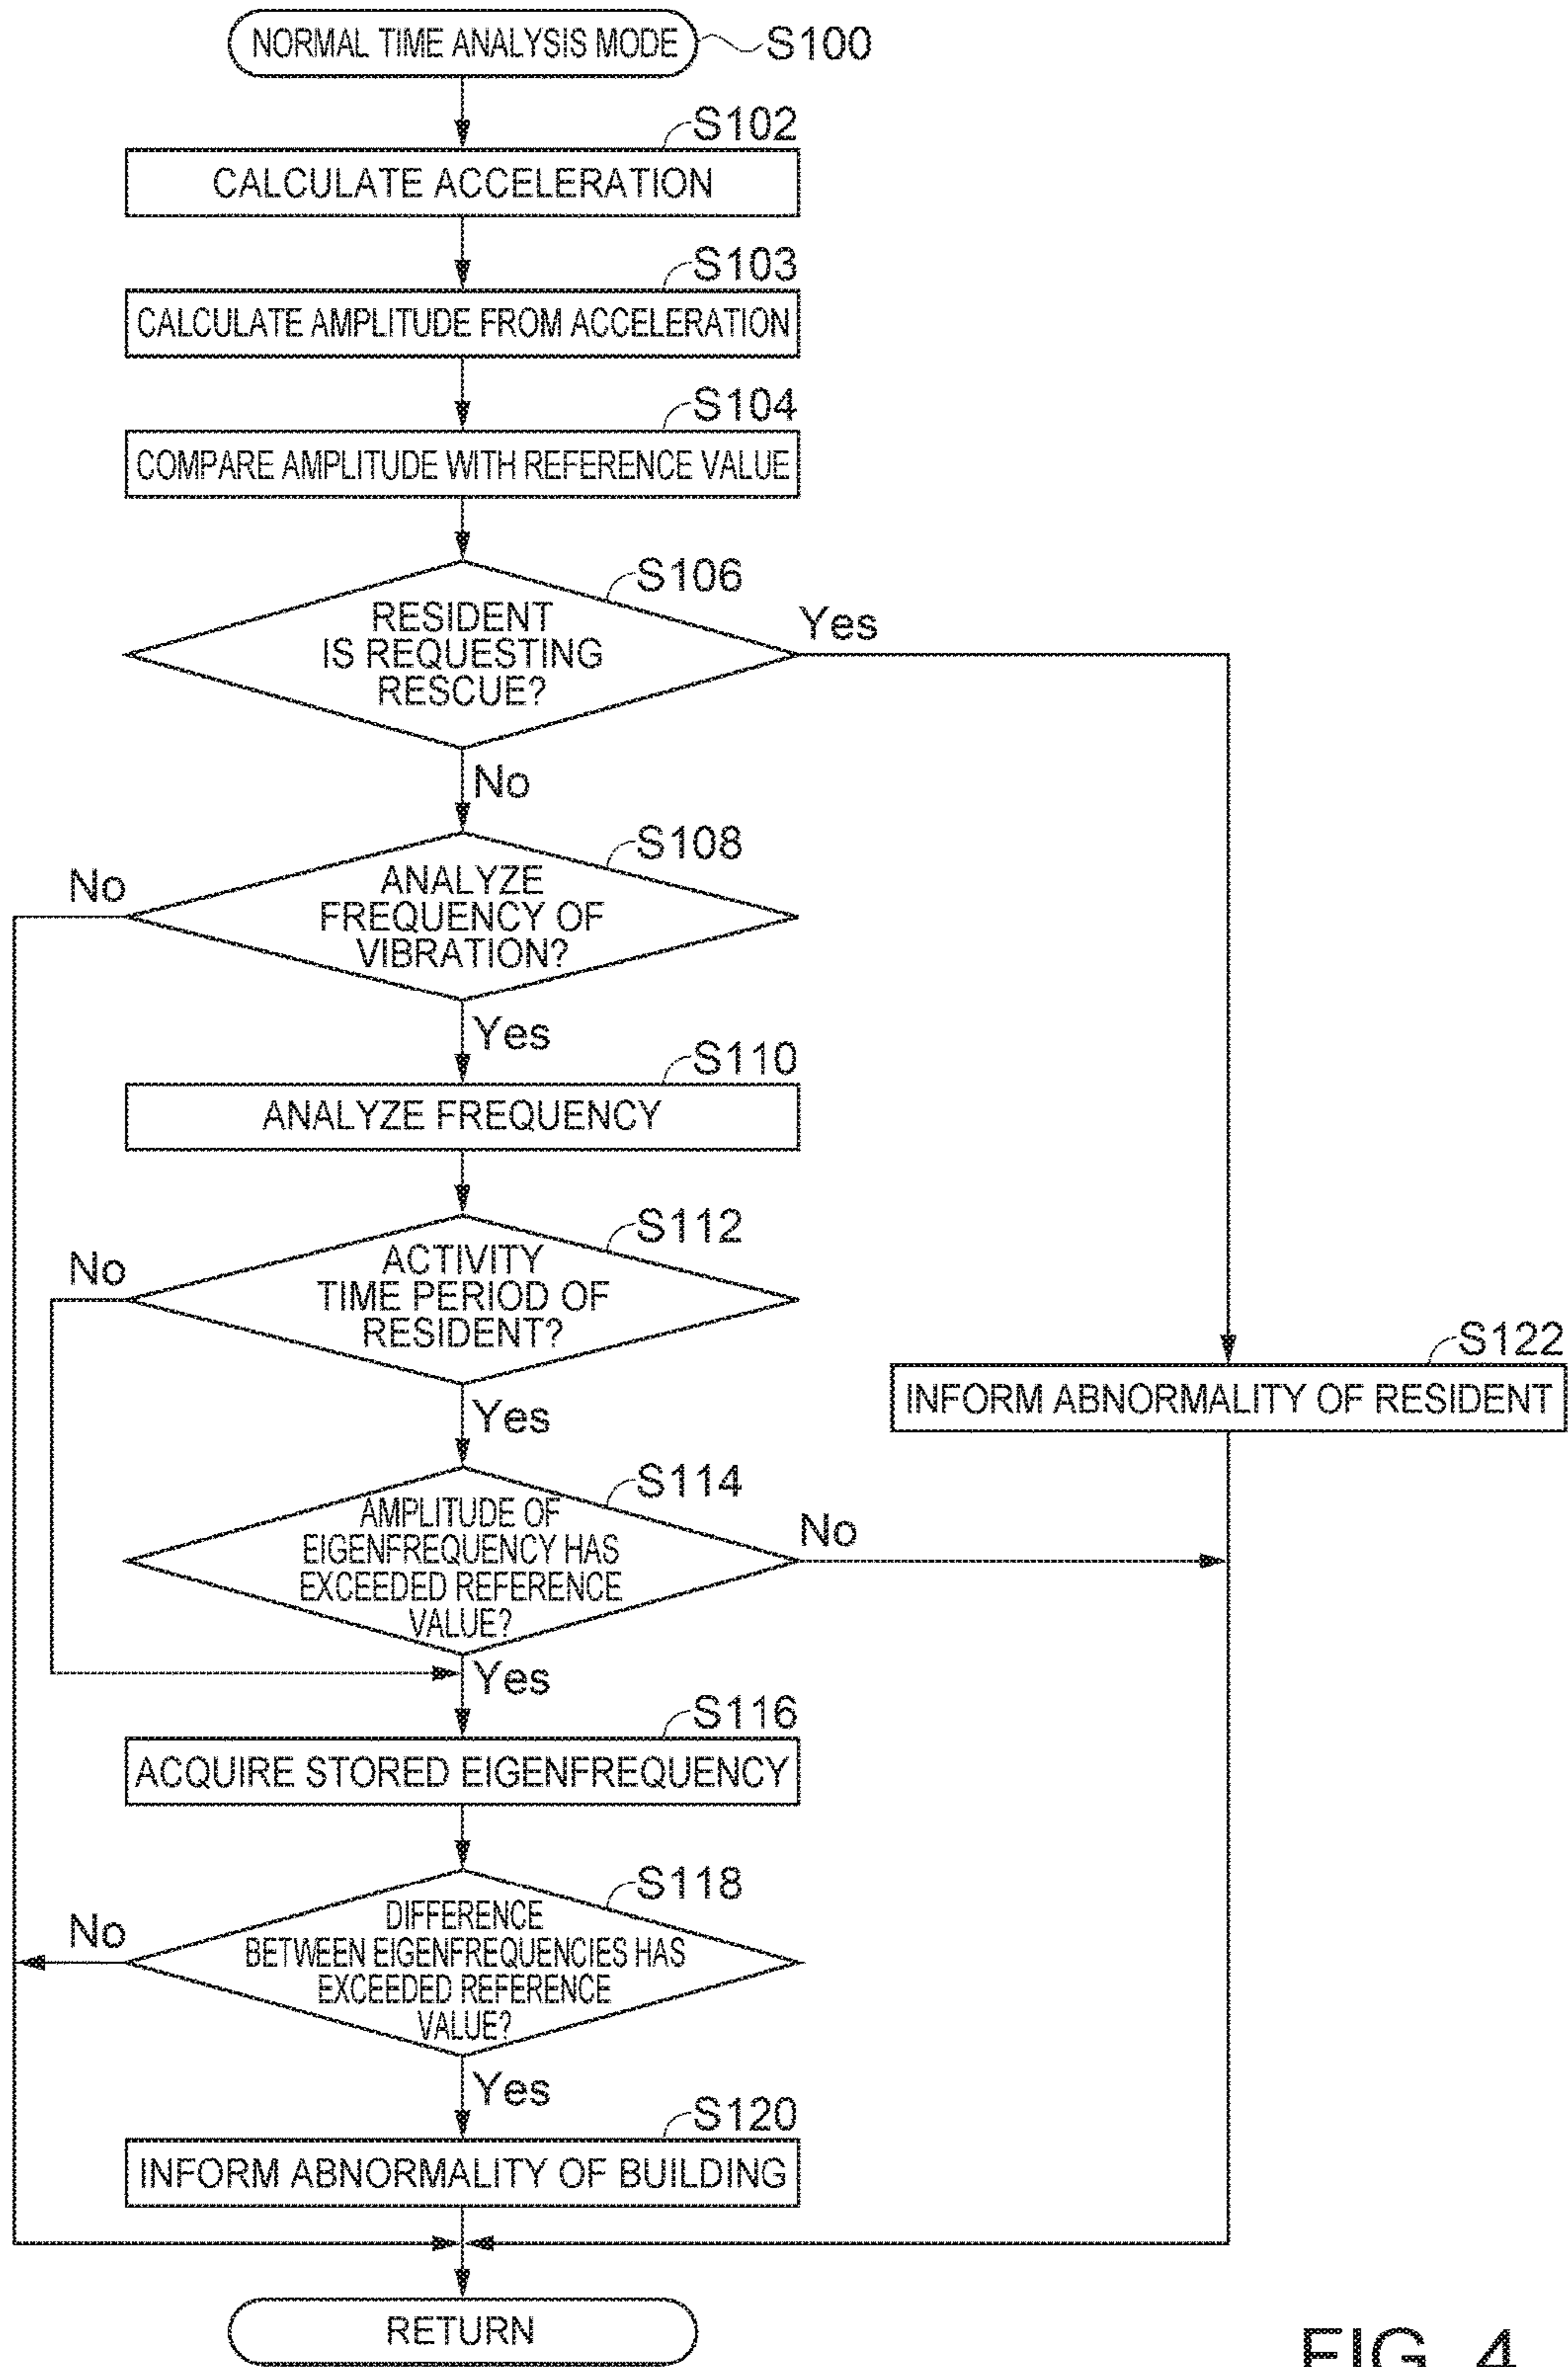 NORMAL TIME ANALYSIS MODE
S100
S102
CALCULATE ACCELERATION
S103
CALCULATE AMPLITUDE FROM ACCELERATION
S104
COMPARE AMPLITUDE WITH REFERENCE VALUE
S106
RESIDENT
IS REQUESTING
RESCUE?
Yes
No
S108
ANALYZE
FREQUENCY OF
VIBRATION?
No
Yes
S110
ANALYZE FREQUENCY
S112
ACTIVITY
TIME PERIOD OF
RESIDENT?
No
Yes
S122
INFORM ABNORMALITY OF RESIDENT
S114
AMPLITUDE OF
EIGENFREQUENCY HAS
EXCEEDED REFERENCE
VALUE?
No
Yes
S116
ACQUIRE STORED EIGENFREQUENCY
S118
DIFFERENCE
BETWEEN EIGENFREQUENCIES HAS
EXCEEDED REFERENCE
VALUE?
No
Yes
S120
INFORM ABNORMALITY OF BUILDING
RETURN
FIG. 4